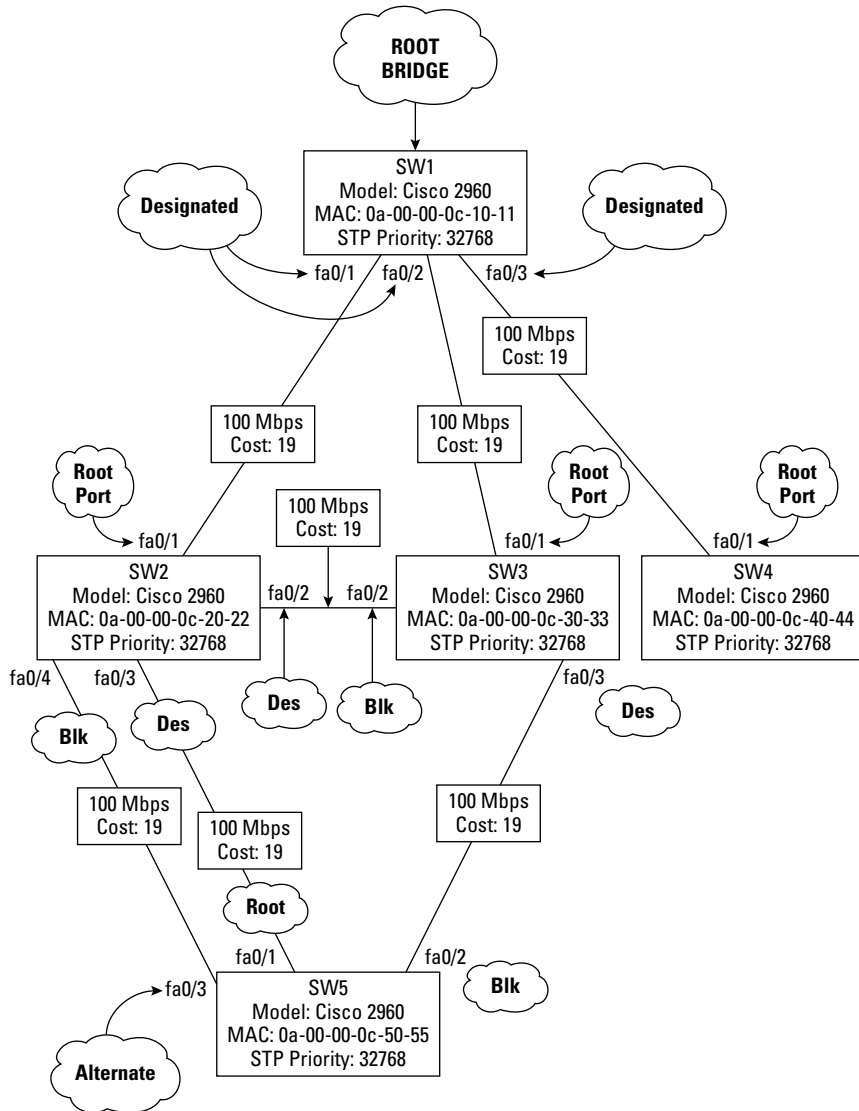 ROOT
BRIDGE
SW1
Model: Cisco 2960
MAC: 0a-00-00-0c-10-11
STP Priority: 32768
Designated
Designated
fa0/1
fa0/2
fa0/3
100 Mbps
Cost: 19
100 Mbps
Cost: 19
100 Mbps
Cost: 19
Root
Port
Root
Port
Root
Port
100 Mbps
Cost: 19
fa0/1
fa0/1
fa0/1
SW2
Model: Cisco 2960
MAC: 0a-00-00-0c-20-22
STP Priority: 32768
fa0/2
fa0/2
SW3
Model: Cisco 2960
MAC: 0a-00-00-0c-30-33
STP Priority: 32768
SW4
Model: Cisco 2960
MAC: 0a-00-00-0c-40-44
STP Priority: 32768
fa0/4
fa0/3
fa0/3
Blk
Des
Des
Blk
Des
100 Mbps
Cost: 19
100 Mbps
Cost: 19
100 Mbps
Cost: 19
Root
fa0/1
fa0/2
fa0/3
Blk
SW5
Model: Cisco 2960
MAC: 0a-00-00-0c-50-55
STP Priority: 32768
Alternate